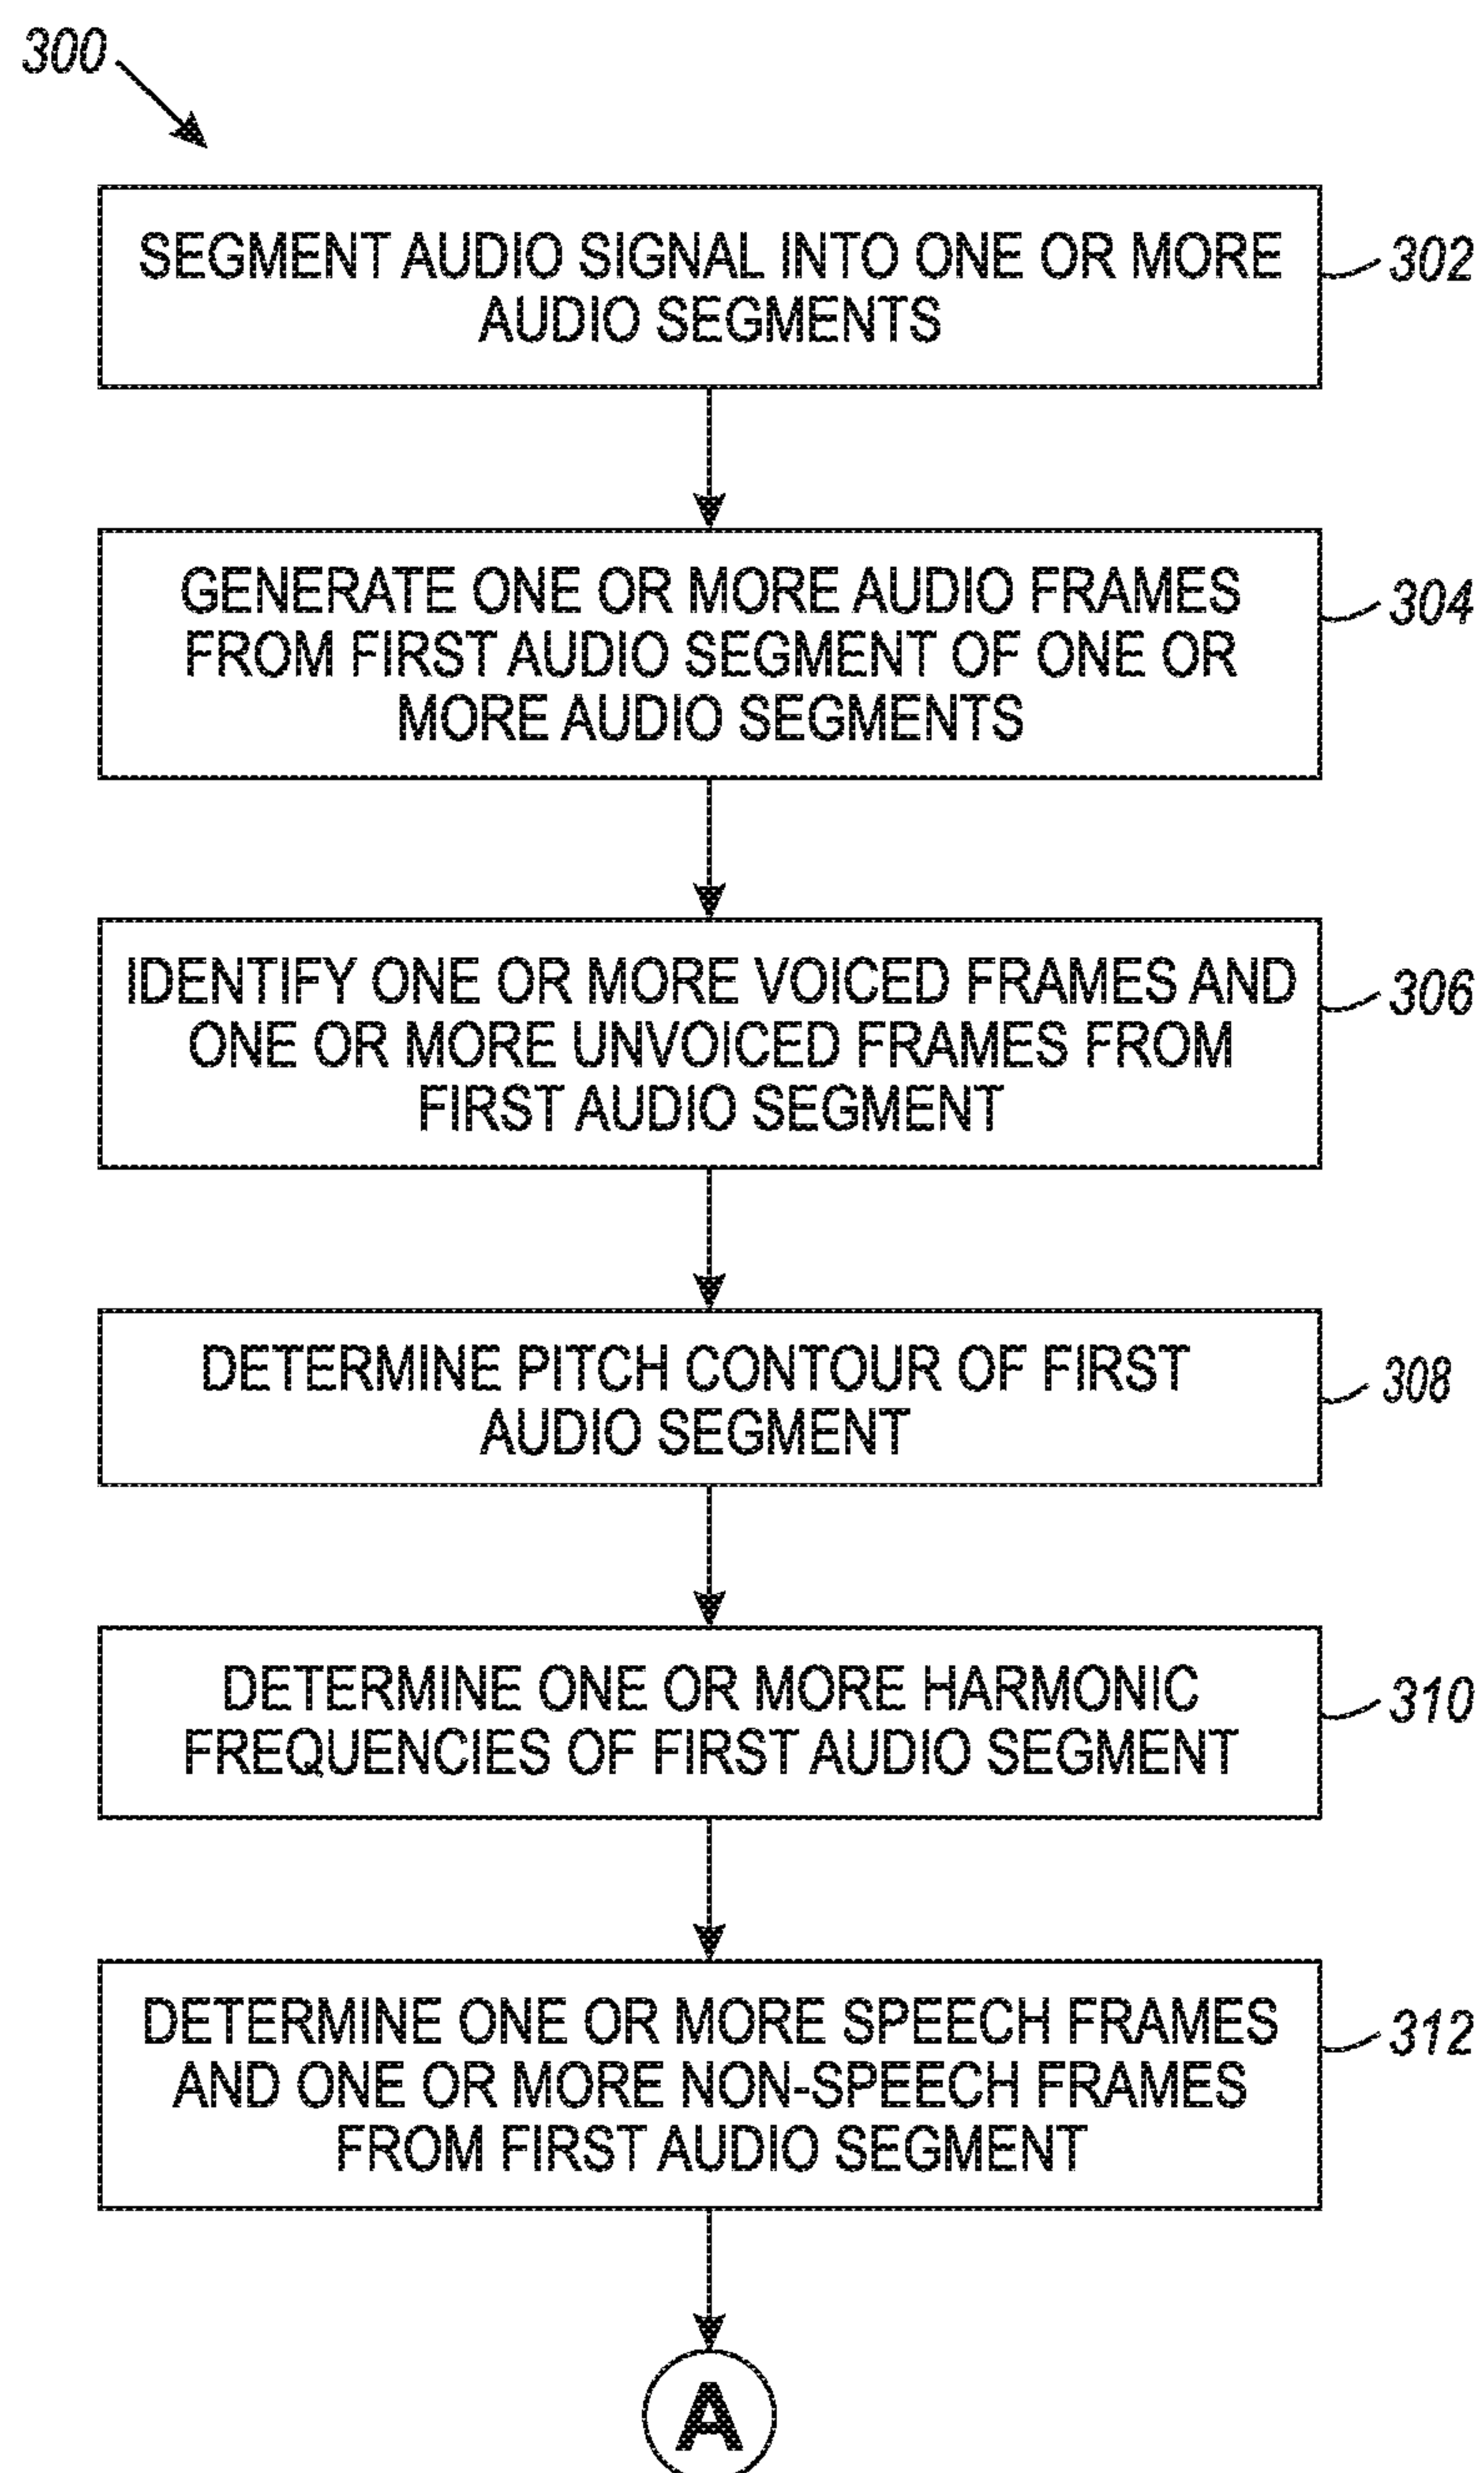 300
SEGMENT AUDIO SIGNAL INTO ONE OR MORE
AUDIO SEGMENTS
302
GENERATE ONE OR MORE AUDIO FRAMES
FROM FIRST AUDIO SEGMENT OF ONE OR
MORE AUDIO SEGMENTS
304
IDENTIFY ONE OR MORE VOICED FRAMES AND
ONE OR MORE UNVOICED FRAMES FROM
FIRST AUDIO SEGMENT
306
DETERMINE PITCH CONTOUR OF FIRST
AUDIO SEGMENT
308
DETERMINE ONE OR MORE HARMONIC
FREQUENCIES OF FIRST AUDIO SEGMENT
310
DETERMINE ONE OR MORE SPEECH FRAMES
AND ONE OR MORE NON-SPEECH FRAMES
FROM FIRST AUDIO SEGMENT
312
A